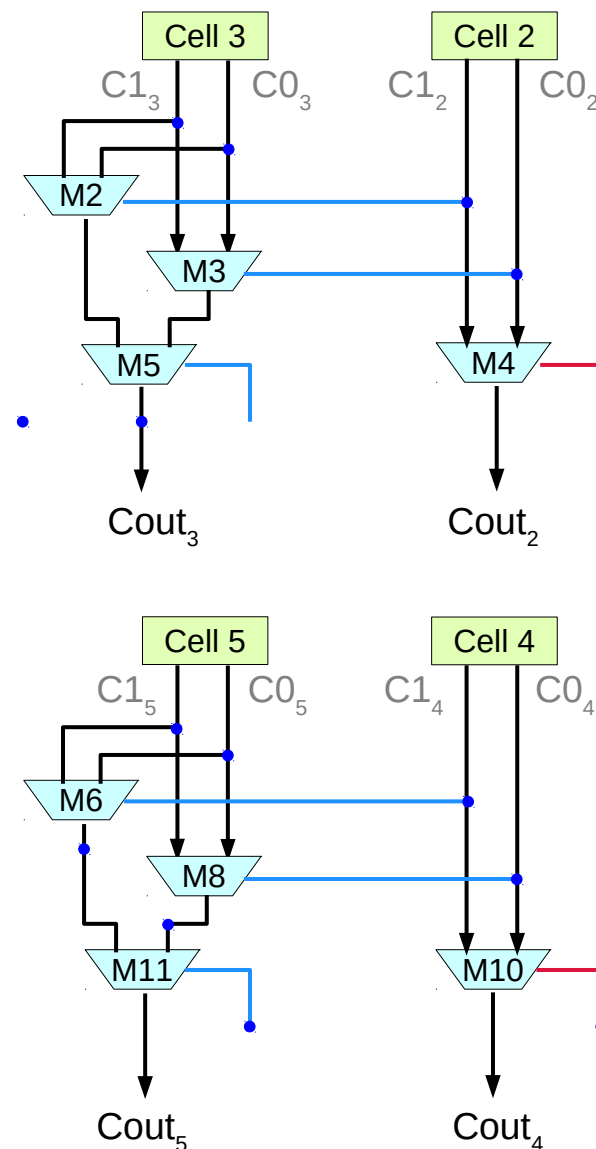 Cell 3
Cell 2
C1₃
C0₃
C1₂
C0₂
M2
M3
M5
M4
Cout₃
Cout₂
Cell 5
Cell 4
C1₅
C0₅
C1₄
C0₄
M6
M8
M11
M10
Cout₅
Cout₄